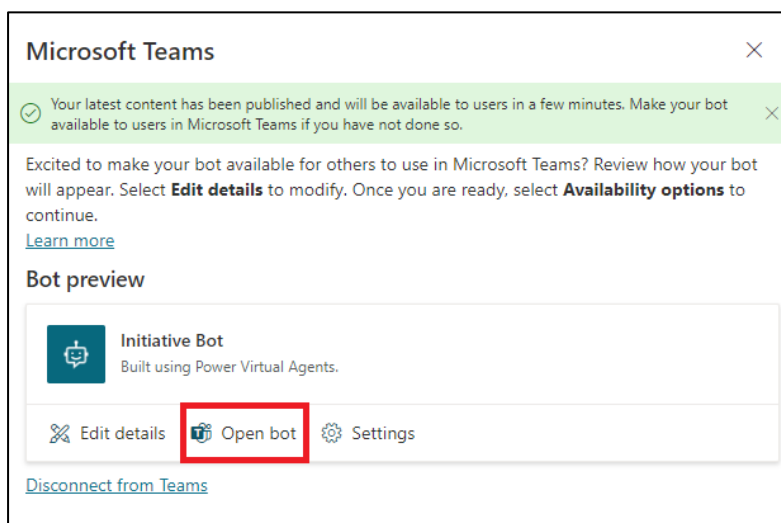 Microsoft Teams
Your latest content has been published and will be available to users in a few minutes. Make your bot
available to users in Microsoft Teams if you have not done so.
Excited to make your bot available for others to use in Microsoft Teams? Review how your bot
will appear. Select Edit details to modify. Once you are ready, select Availability options to
continue.
Learn more
Bot preview
Initiative Bot
Built using Power Virtual Agents.
Edit details Open bot Settings
Disconnect from Teams